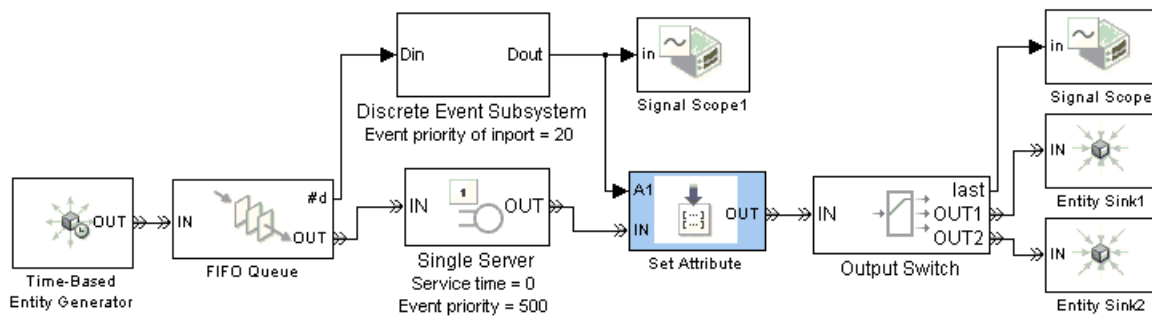 Din
Dout
Discrete Event Subsystem
Event priority of inport = 20
in
Signal Scope1
in
Signal Scope
OUT
Time-Based
Entity Generator
IN
#d
OUT
FIFO Queue
IN
1
OUT
Single Server
Service time = 0
Event priority = 500
A1
IN
[...]
OUT
Set Attribute
IN
last
OUT1
OUT2
Output Switch
IN
Entity Sink1
IN
Entity Sink2